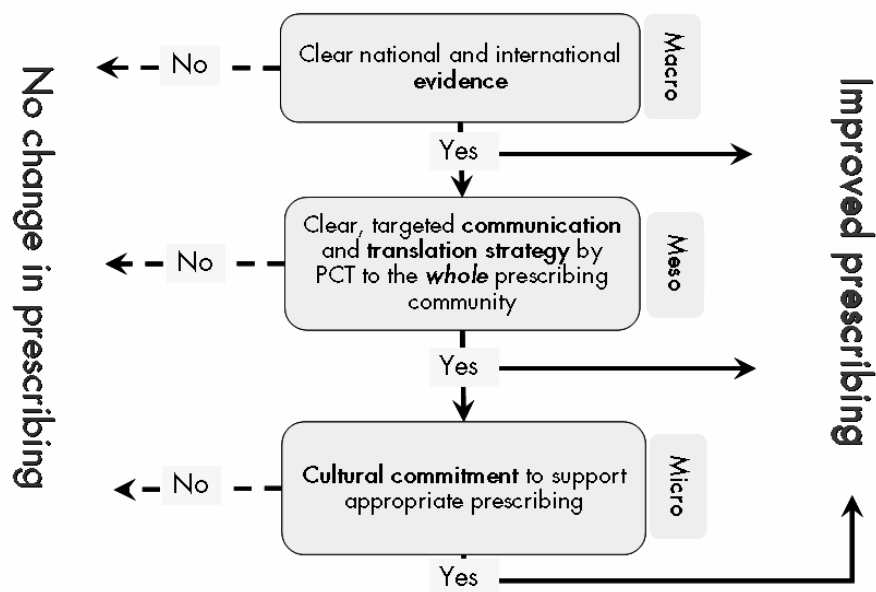 No change in prescribing
Clear national and international
evidence
Macro
No
Yes
Clear, targeted communication
and translation strategy by
PCT to the whole prescribing
community
Meso
No
Yes
Cultural commitment to support
appropriate prescribing
Micro
No
Yes
Improved prescribing